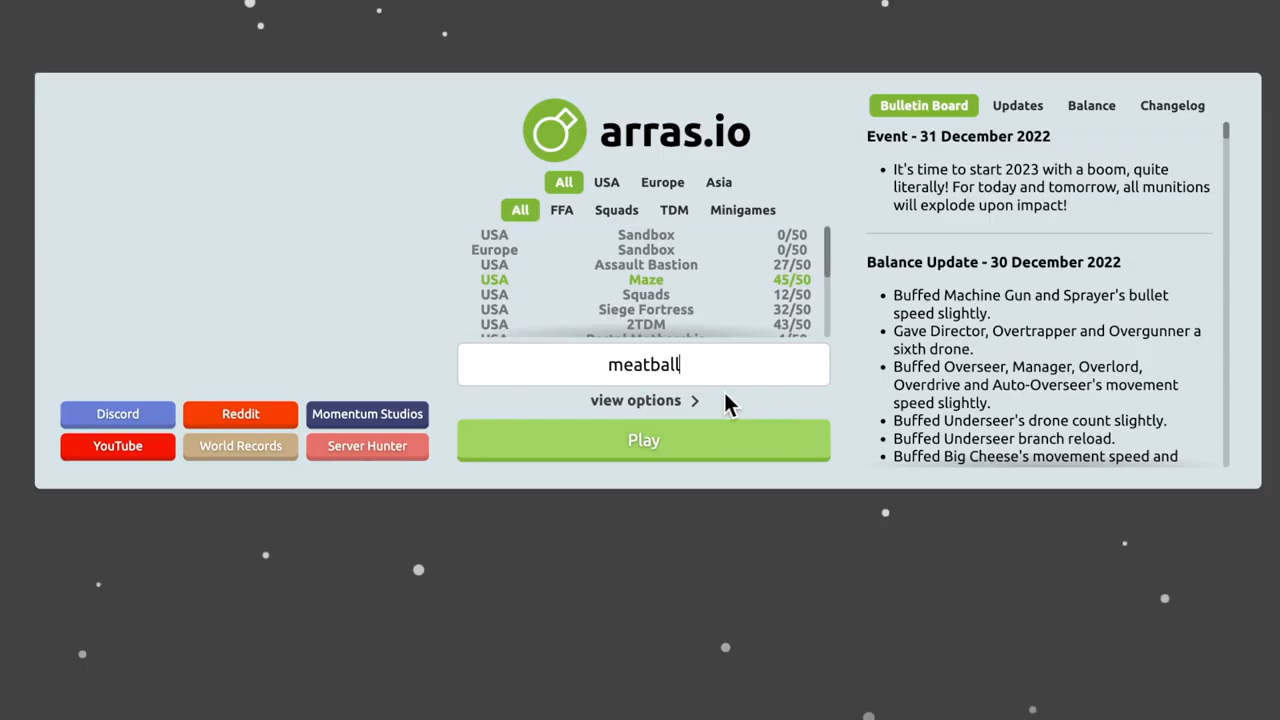 arras.io
All USA Europe Asia
All FFA Squads TDM Minigames
USA Sandbox 0/50
Europe Sandbox 0/50
USA Assault Bastion 27/50
USA Maze 45/50
USA Squads 12/50
USA Siege Fortress 32/50
USA 2TDM 43/50
meatball
view options
Play
Discord Reddit Momentum Studios
YouTube World Records Server Hunter
Bulletin Board Updates Balance Changelog
Event - 31 December 2022
• It's time to start 2023 with a boom, quite
literally! For today and tomorrow, all munitions
will explode upon impact!
Balance Update - 30 December 2022
• Buffed Machine Gun and Sprayer's bullet
speed slightly.
• Gave Director, Overtrapper and Overgunner a
sixth drone.
• Buffed Overseer, Manager, Overlord,
Overdrive and Auto-Overseer's movement
speed slightly.
• Buffed Underseer's drone count slightly.
• Buffed Underseer branch reload.
• Buffed Big Cheese's movement speed and